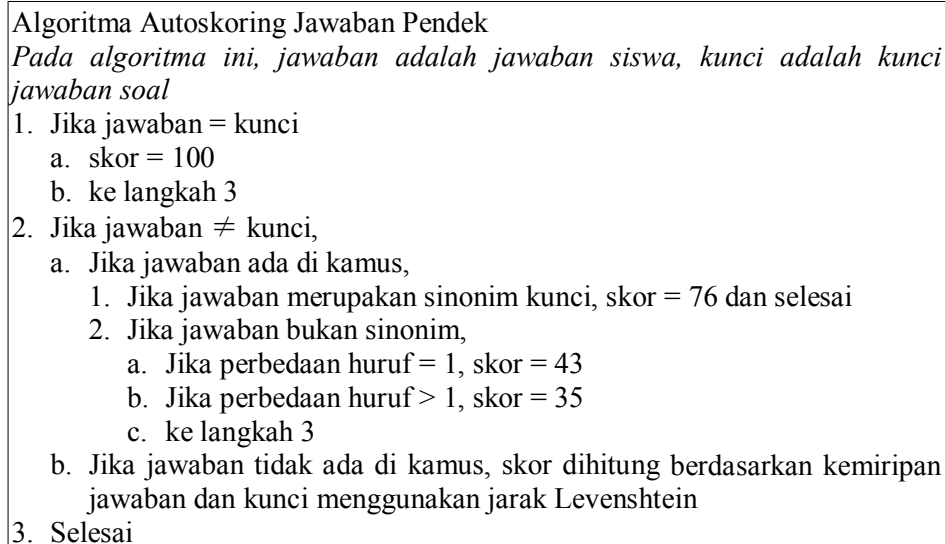 Algoritma Autoskoring Jawaban Pendek
Pada algoritma ini, jawaban adalah jawaban siswa, kunci adalah kunci
jawaban soal
1. Jika jawaban = kunci
a. skor = 100
b. ke langkah 3
2. Jika jawaban ≠ kunci,
a. Jika jawaban ada di kamus,
1. Jika jawaban merupakan sinonim kunci, skor = 76 dan selesai
2. Jika jawaban bukan sinonim,
a. Jika perbedaan huruf = 1, skor = 43
b. Jika perbedaan huruf > 1, skor = 35
c. ke langkah 3
b. Jika jawaban tidak ada di kamus, skor dihitung berdasarkan kemiripan
jawaban dan kunci menggunakan jarak Levenshtein
3. Selesai